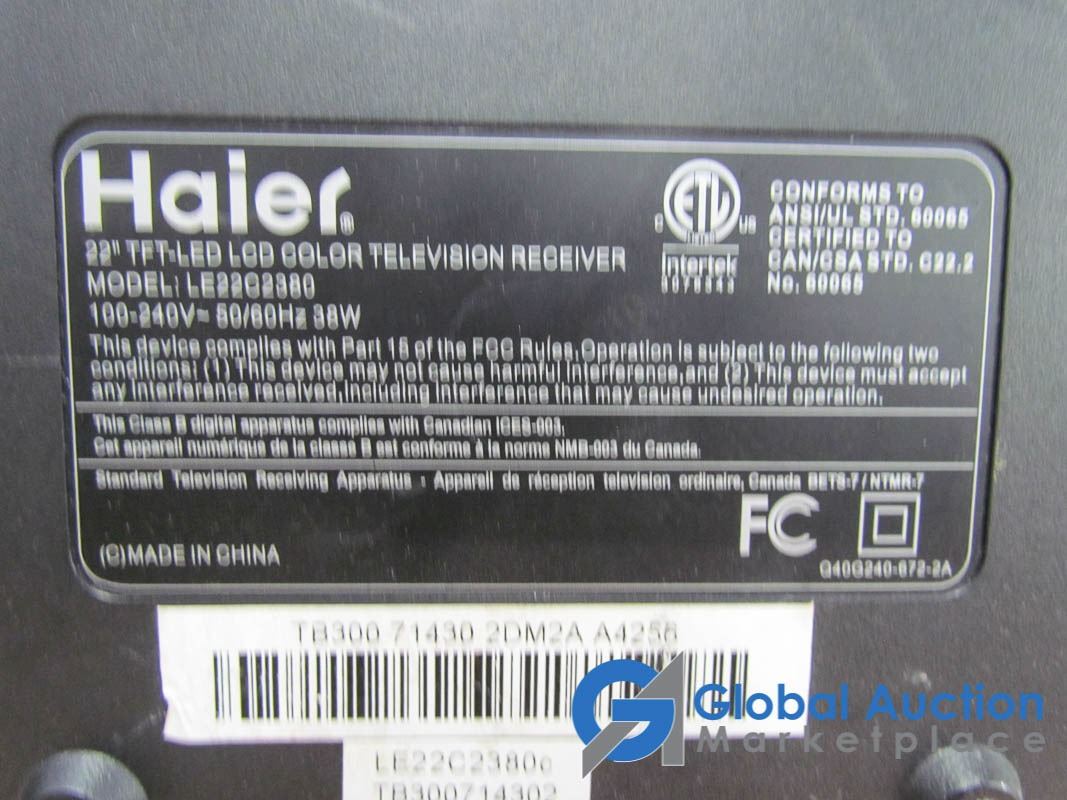 Haier®
22" TFT-LED LCD COLOR TELEVISION RECEIVER
MODEL: LE22C2380
100-240V~ 50/60Hz 38W
C ETL US
LISTED
Intertek
3079343
CONFORMS TO
ANSI/UL STD. 60065
CERTIFIED TO
CAN/CSA STD. C22.2
No. 60065
This device complies with Part 15 of the FCC Rules. Operation is subject to the following two
conditions: (1) This device may not cause harmful interference,and (2) This device must accept
any interference received,including interference that may cause undesired operation.
This Class B digital apparatus complies with Canadian ICES-003.
Cet appareil numérique de la classe B est conforme à la norme NMB-003 du Canada.
Standard Television Receiving Apparatus : Appareil de réception television ordinaire, Canada BETS-7 / NTMR-7
FC
(C)MADE IN CHINA
Q40G240-672-2A
TB300 71430 2DM2A A4256
Global Auction
Marketplace
LE22C2380c
TB300714302